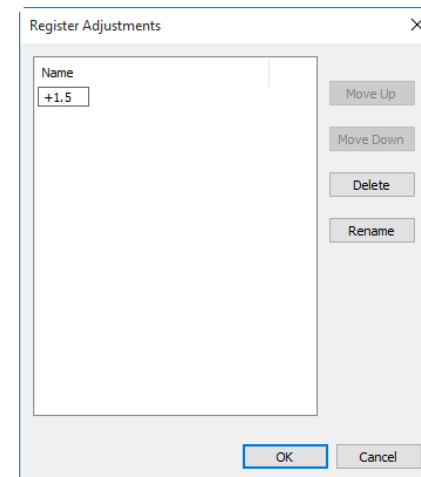 Register Adjustments
Name
+1.5
Move Up
Move Down
Delete
Rename
OK
Cancel